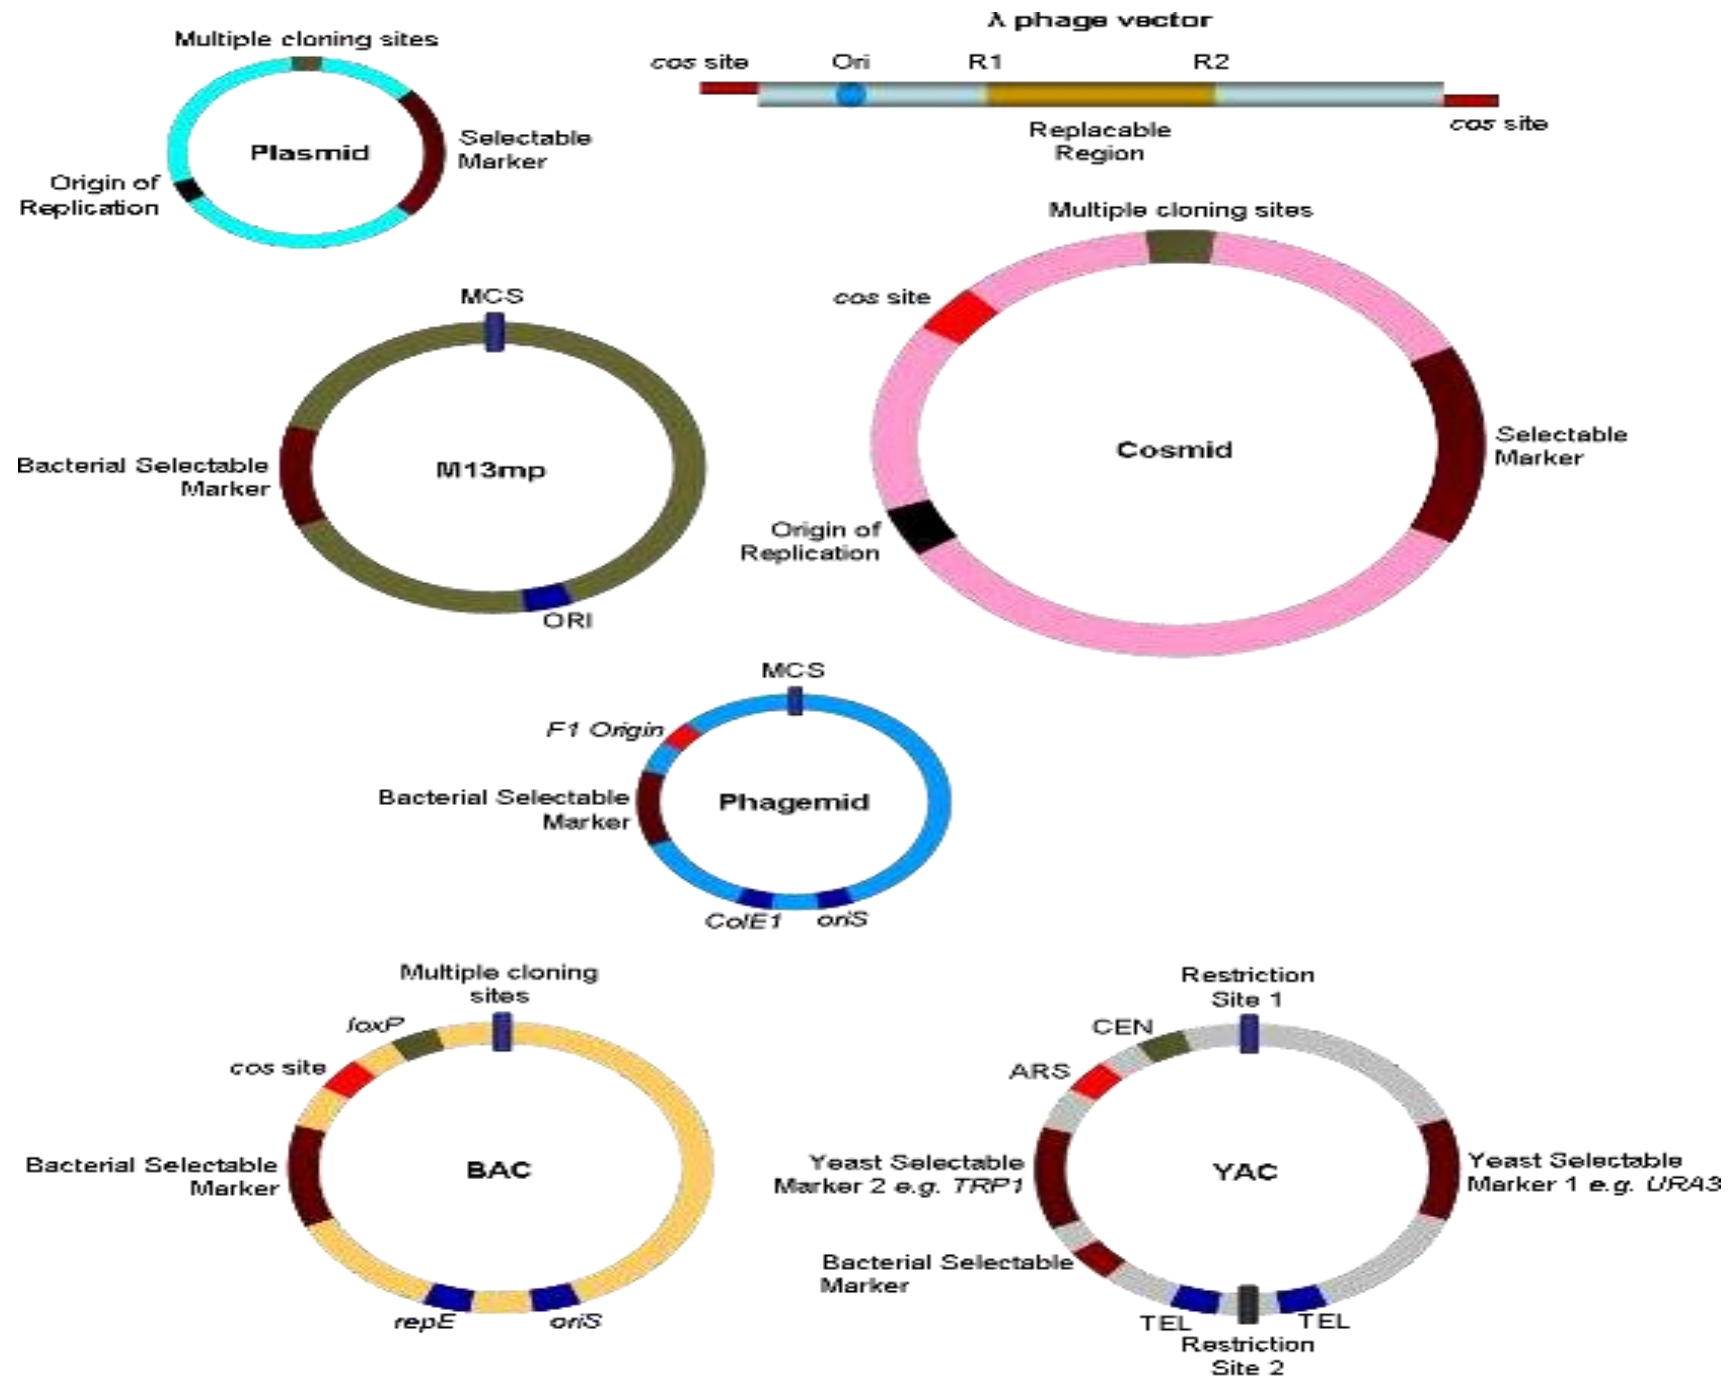 λ phage vector
Multiple cloning sites
cos site
Ori
R1
R2
cos site
Replacable
Region
Plasmid
Selectable
Marker
Origin of
Replication
Multiple cloning sites
cos site
Cosmid
Selectable
Marker
Origin of
Replication
MCS
Bacterial Selectable
Marker
M13mp
ORI
MCS
F1 Origin
Bacterial Selectable
Marker
Phagemid
ColE1
oriS
Multiple cloning
sites
loxP
cos site
Bacterial Selectable
Marker
BAC
repE
oriS
Restriction
Site 1
CEN
ARS
Yeast Selectable
Marker 2 e.g. TRP1
YAC
Yeast Selectable
Marker 1 e.g. URA3
Bacterial Selectable
Marker
TEL
TEL
Restriction
Site 2